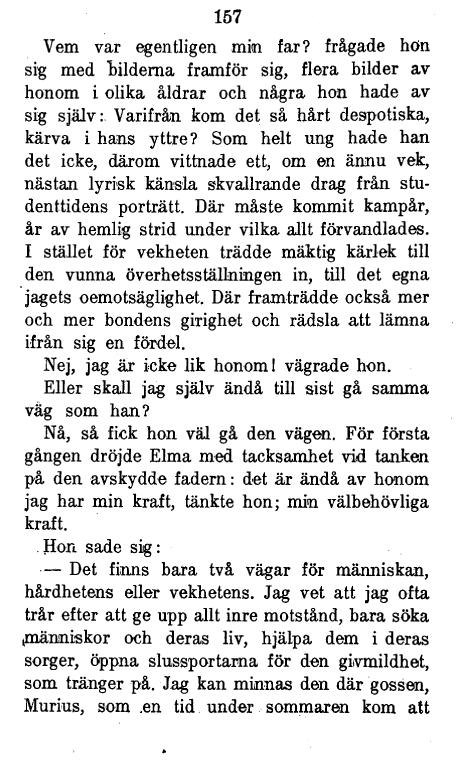 157
Vem var egentligen min far? frågade hon
sig med bilderna framför sig, flera bilder av
honom i olika åldrar och några hon hade av
sig själv: Varifrån kom det så hårt despotiska,
kärva i hans yttre? Som helt ung hade han
det icke, därom vittnade ett, om en ännu vek,
nästan lyrisk känsla skvallrande drag från stu-
denttidens porträtt. Där måste kommit kampår,
år av hemlig strid under vilka allt förvandlades.
I stället för vekheten trädde mäktig kärlek till
den vunna överhetsställningen in, till det egna
jagets oemotsäglighet. Där framträdde också mer
och mer bondens girighet och rädsla att lämna
ifrån sig en fördel.
Nej, jag är icke lik honom! vägrade hon.
Eller skall jag själv ändå till sist gå samma
väg som han?
Nå, så fick hon väl gå den vägen. För första
gången dröjde Elma med tacksamhet vid tanken
på den avskydde fadern: det är ändå av honom
jag har min kraft, tänkte hon; min välbehövliga
kraft.
Hon sade sig:
— Det finns bara två vägar för människan,
hårdhetens eller vekhetens. Jag vet att jag ofta
trår efter att ge upp allt inre motstånd, bara söka
människor och deras liv, hjälpa dem i deras
sorger, öppna slussportarna för den givmildhet,
som tränger på. Jag kan minnas den där gossen,
Murius, som en tid under sommaren kom att